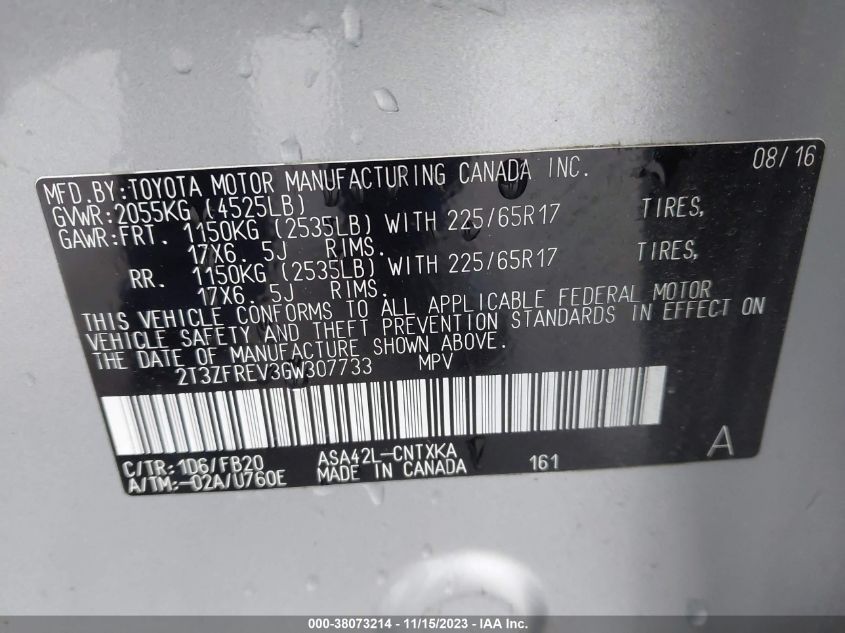 08/16
MFD.BY:TOYOTA MOTOR MANUFACTURING CANADA INC.
GVWR:2055KG (4525LB)
GAWR:FRT. 1150KG (2535LB) WITH 225/65R17 TIRES,
17X6. 5J RIMS.
RR. 1150KG (2535LB) WITH 225/65R17 TIRES,
17X6. 5J RIMS.
THIS VEHICLE CONFORMS TO ALL APPLICABLE FEDERAL MOTOR
VEHICLE SAFETY AND THEFT PREVENTION STANDARDS IN EFFECT ON
THE DATE OF MANUFACTURE SHOWN ABOVE.
2T3ZFREV3GW307733 MPV
C/TR:1D6/FB20 ASA42L-CNTXKA
A/TM:-02A/U760E MADE IN CANADA 161 A
000-38073214 - 11/15/2023 - IAAI.com